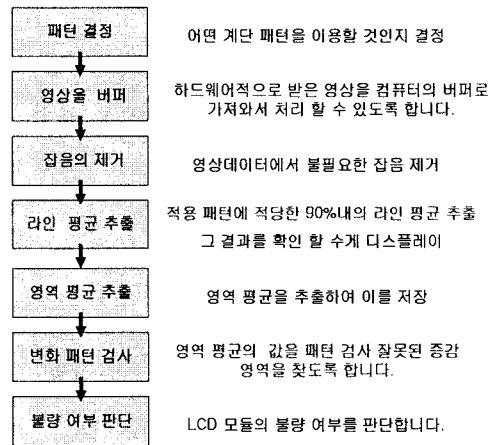 패턴 결정
어떤 계단 패턴을 이용할 것인지 결정
영상을 버퍼
하드웨어적으로 받은 영상을 컴퓨터의 버퍼로
가져와서 처리 할 수 있도록 합니다.
잡음의 제거
영상데이터에서 불필요한 잡음 제거
라인 평균 추출
적용 패턴에 적당한 90%내의 라인 평균 추출
그 결과를 확인 할 수게 디스플레이
영역 평균 추출
영역 평균을 추출하여 이를 저장
변화 패턴 검사
영역 평균의 값을 패턴 검사 잘못된 증감
영역을 찾도록 합니다.
불량 여부 판단
LCD 모듈의 불량 여부를 판단합니다.